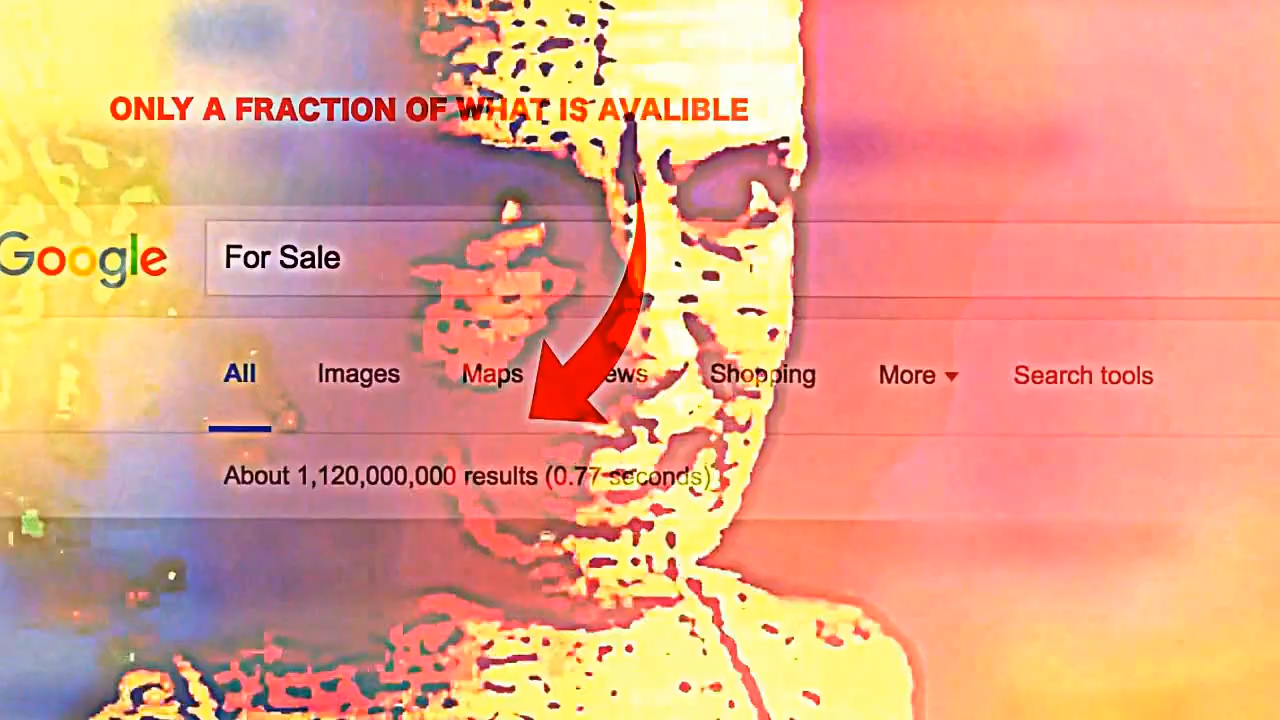 ONLY A FRACTION OF WHAT IS AVALIBLE
Google For Sale
All Images Maps News Shopping More Search tools
About 1,120,000,000 results (0.77 seconds)